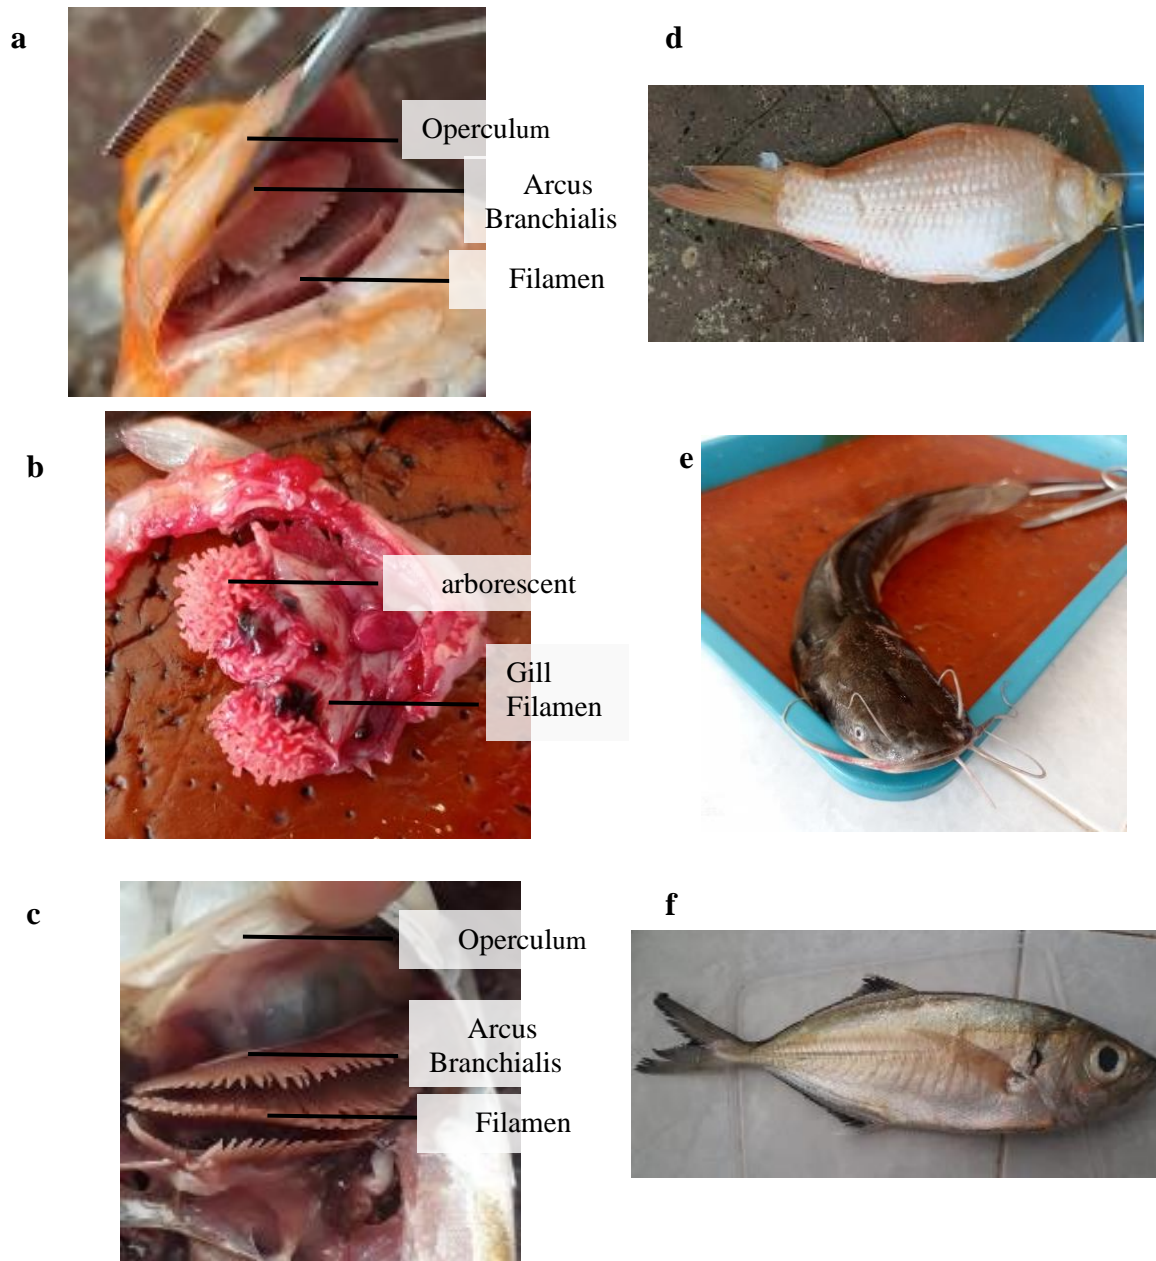 a
Operculum
Arcus
Branchialis
Filamen
d
b
arborescent
Gill
Filamen
e
c
Operculum
Arcus
Branchialis
Filamen
f